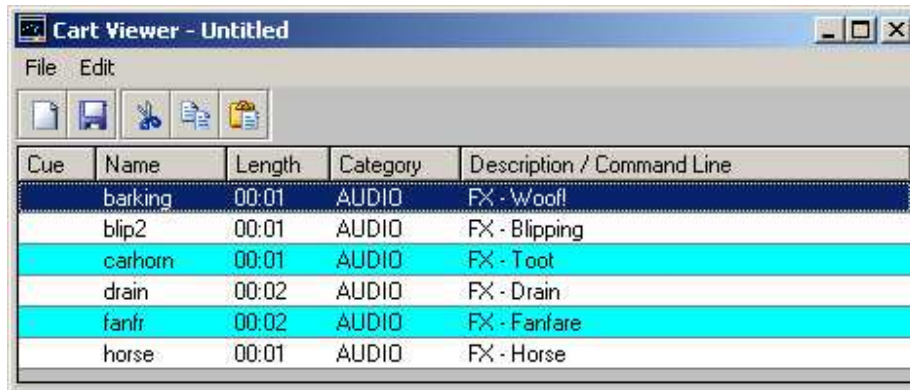 Cart Viewer - Untitled
File Edit
Cue Name Length Category Description / Command Line
barking 00:01 AUDIO FX - Woof!
blip2 00:01 AUDIO FX - Blipping
carhorn 00:01 AUDIO FX - Toot
drain 00:02 AUDIO FX - Drain
fanfr 00:02 AUDIO FX - Fanfare
horse 00:01 AUDIO FX - Horse